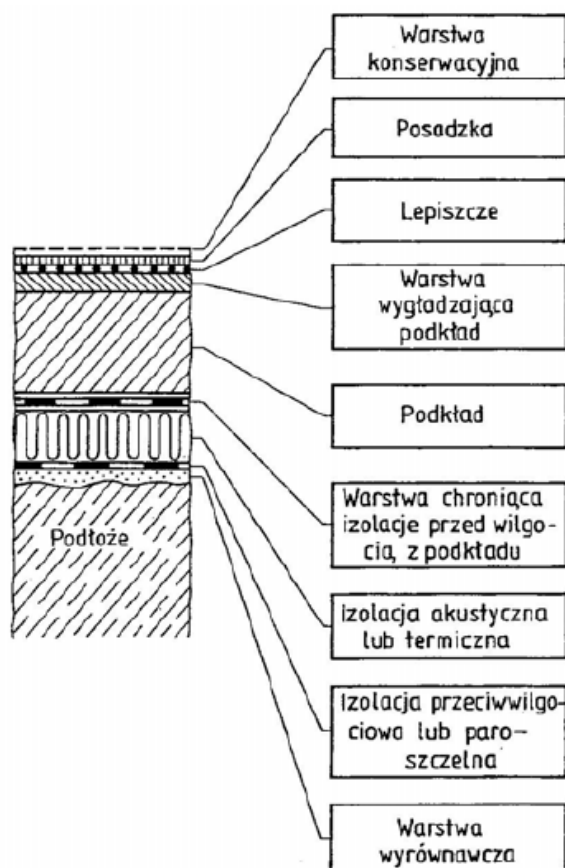 Warstwa
konserwacyjna
Posadzka
Lepiszcze
Warstwa
wygładzająca
podkład
Podkład
Warstwa chroniąca
izolacje przed wilgo-
cią, z podkładu
Izolacja akustyczna
lub termiczna
Izolacja przeciwwilgo-
ciowa lub paro-
szczelna
Warstwa
wyrównawcza
Podłoże